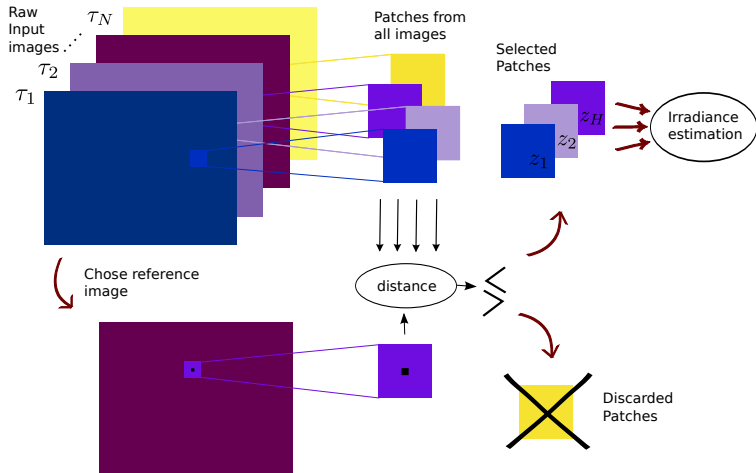 Raw
Input
images
τ_N
τ_2
τ_1
Patches from
all images
Selected
Patches
z_H
z_2
z_1
Irradiance
estimation
Chose reference
image
distance
Discarded
Patches